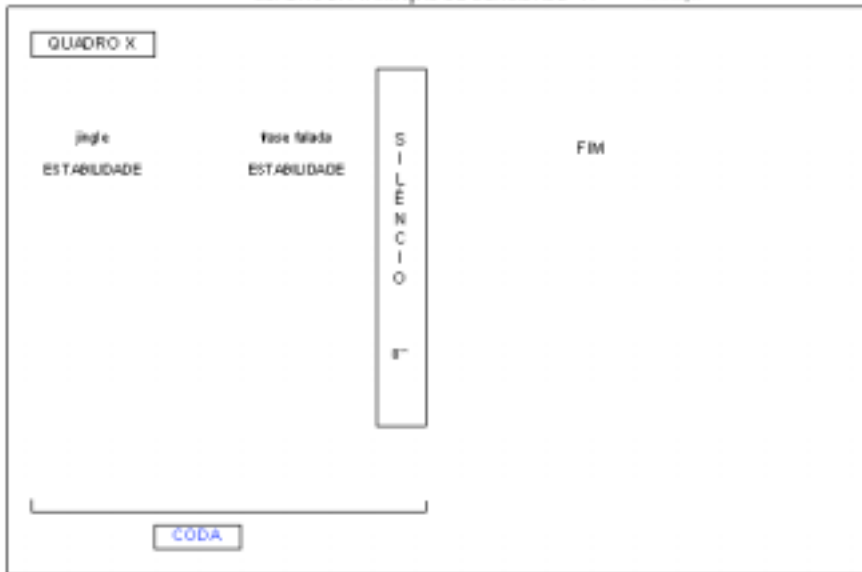 QUADRO X
jingle
frase falada
ESTABILIDADE
ESTABILIDADE
SILÊNCIO
FIM
CODA